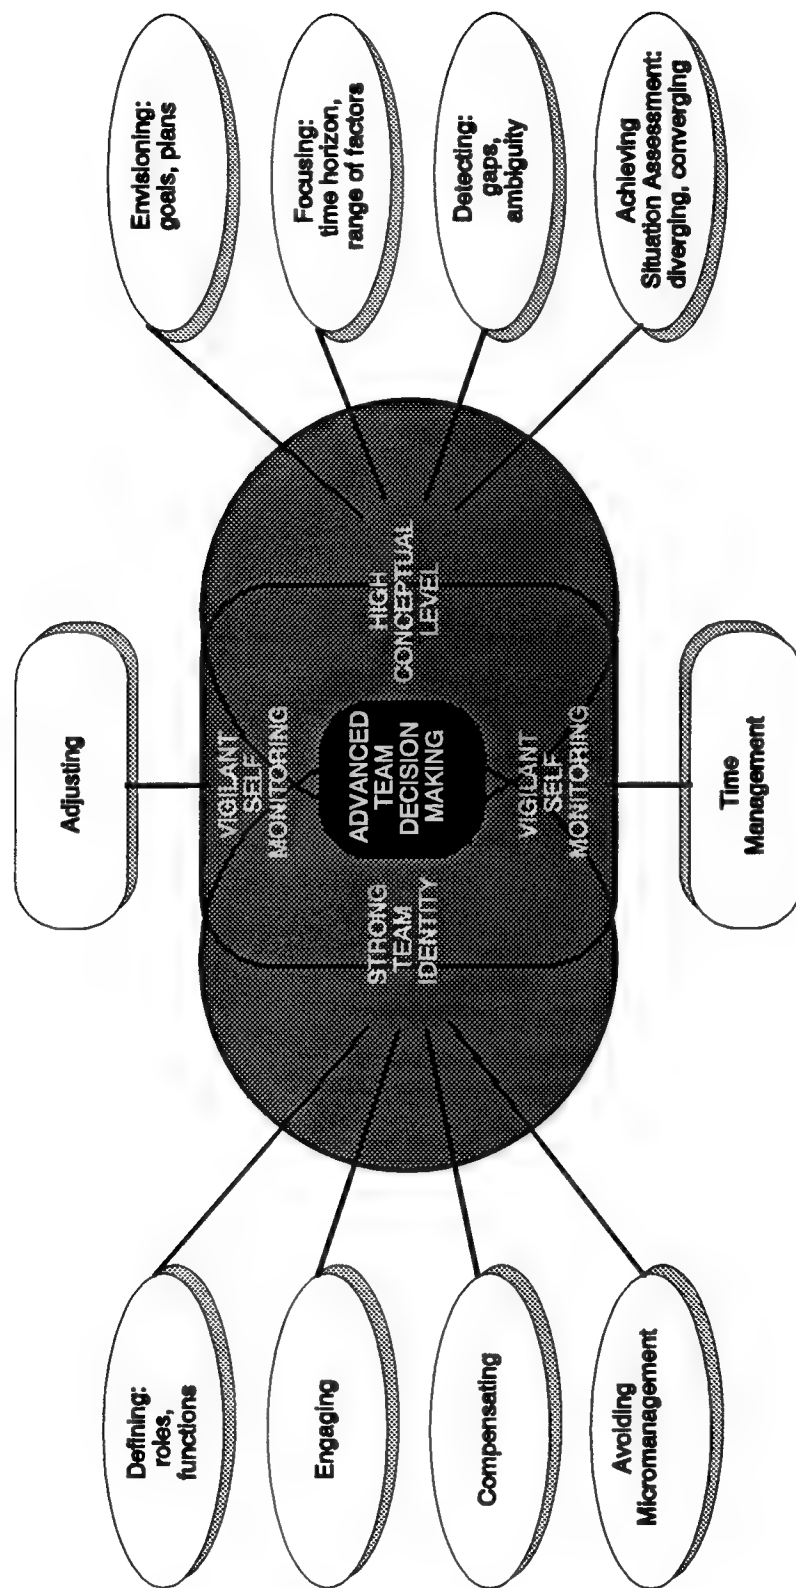 Adjusting
Defining:
roles,
functions
Engaging
Compensating
Avoiding
Micromanagement
VIGILANT
SELF
MONITORING
STRONG
TEAM
IDENTITY
ADVANCED
TEAM
DECISION
MAKING
HIGH
CONCEPTUAL
LEVEL
VIGILANT
SELF
MONITORING
Envisioning:
goals, plans
Focusing:
time horizon,
range of factors
Detecting:
gaps,
ambiguity
Achieving
Situation Assessment:
diverging, converging
Time
Management